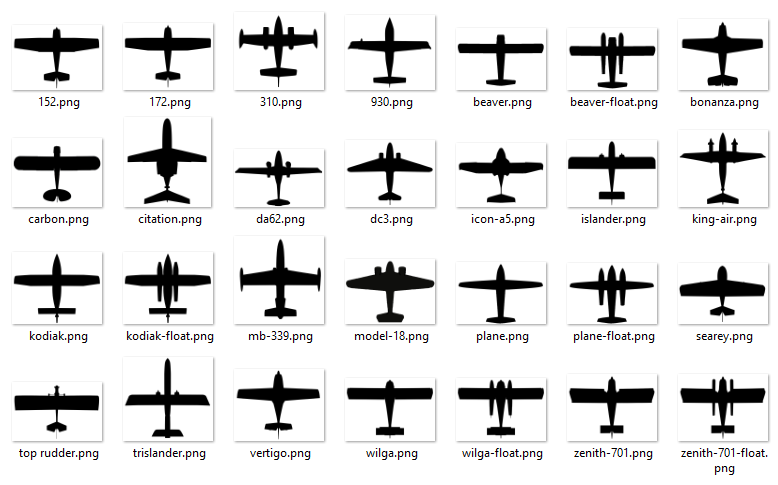 152.png 172.png 310.png 930.png beaver.png beaver-float.png bonanza.png
carbon.png citation.png da62.png dc3.png icon-a5.png islander.png king-air.png
kodiak.png kodiak-float.png mb-339.png model-18.png plane.png plane-float.png searey.png
top rudder.png trislander.png vertigo.png wilga.png wilga-float.png zenith-701.png zenith-701-float.
png